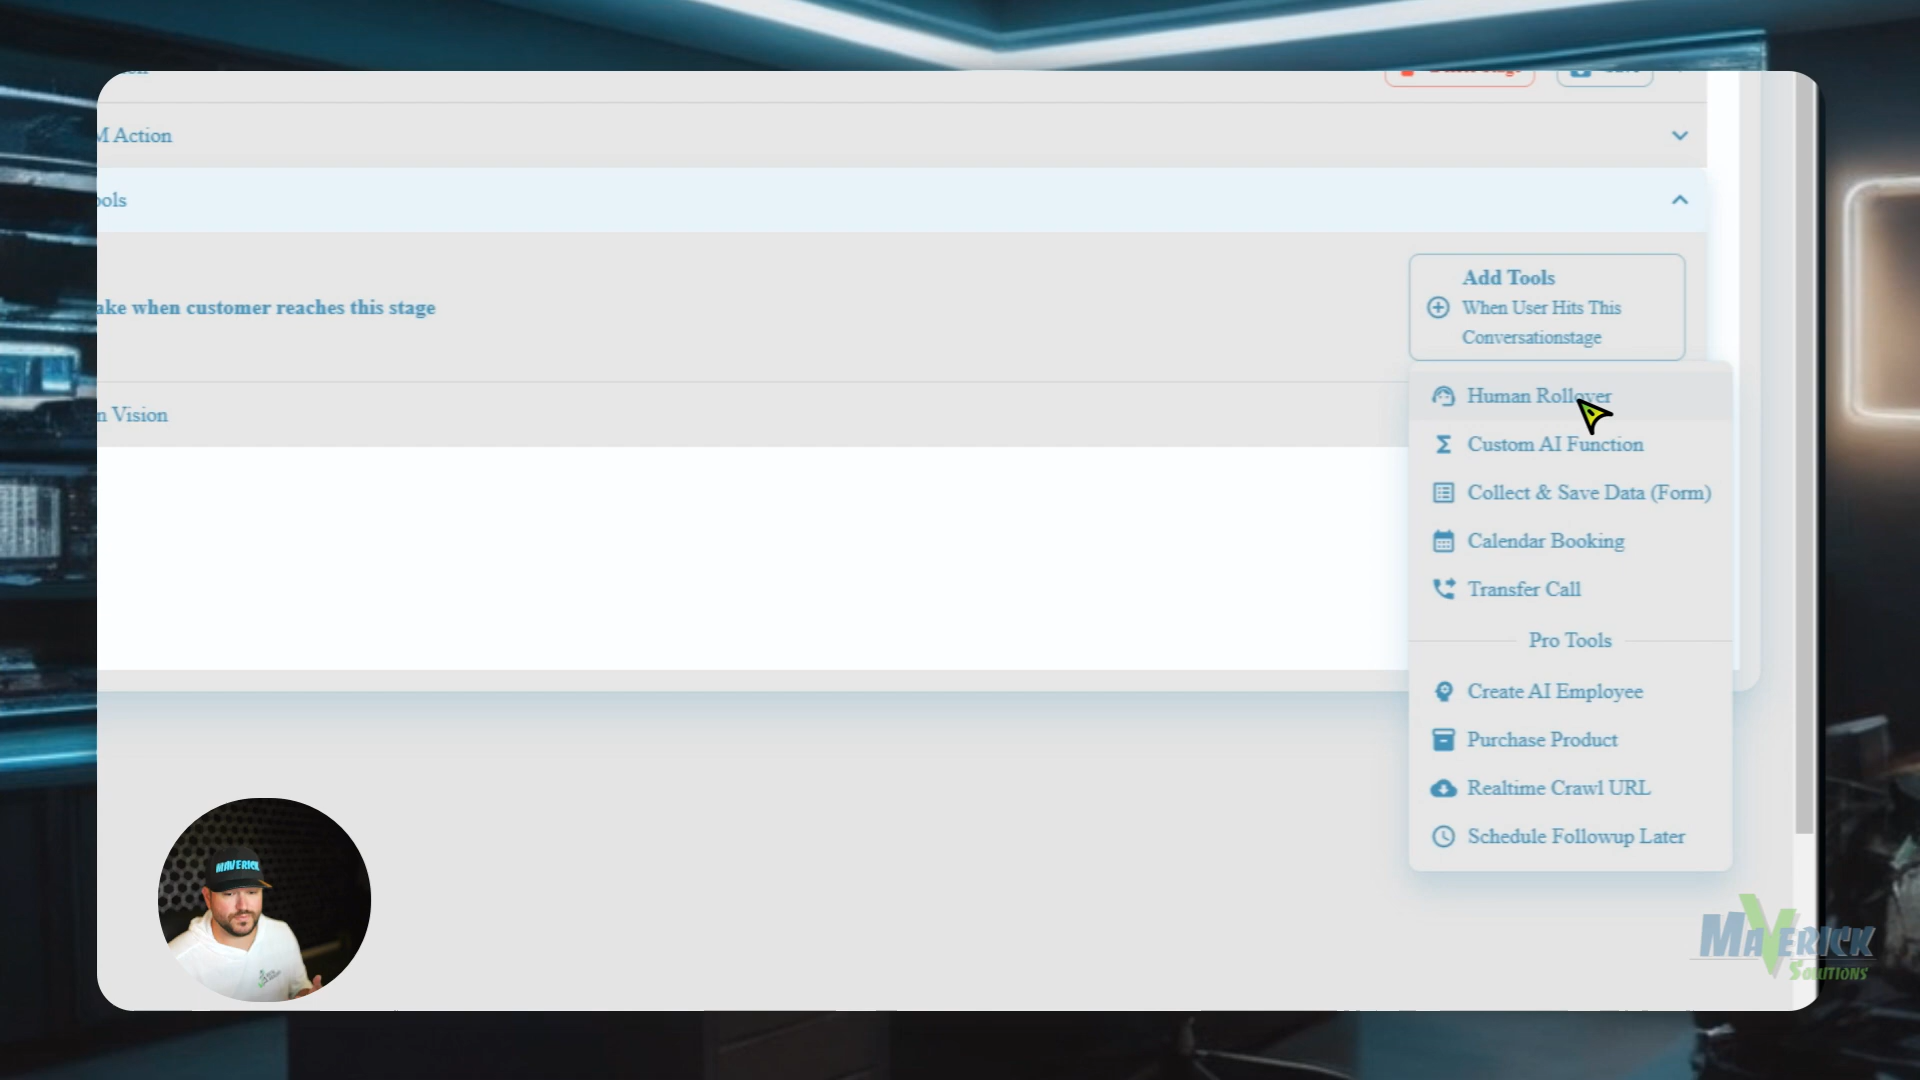 M Action
ools
ake when customer reaches this stage
Add Tools
When User Hits This
Conversationstage
n Vision
Human Rollover
Custom AI Function
Collect & Save Data (Form)
Calendar Booking
Transfer Call
Pro Tools
Create AI Employee
Purchase Product
Realtime Crawl URL
Schedule Followup Later
MAVERICK
MAVERICK
SOLUTIONS